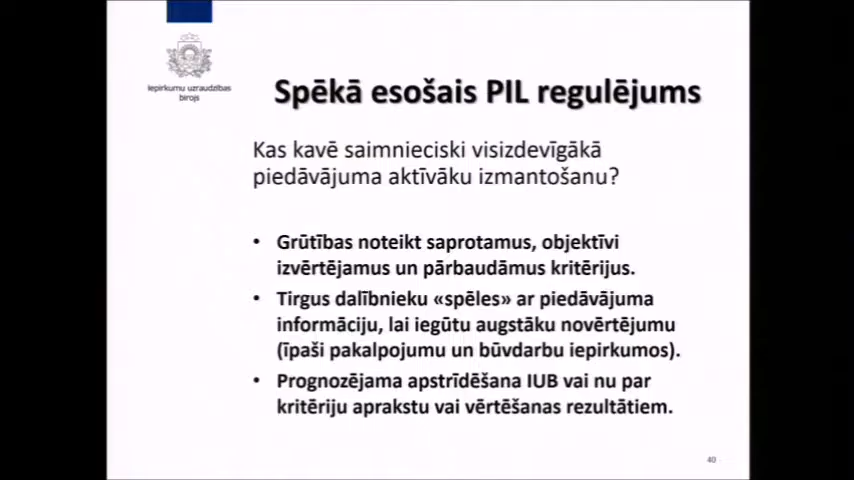 Iepirkumu uzraudzības
birojs
Spēkā esošais PIL regulējums
Kas kavē saimnieciski visizdevīgākā
piedāvājuma aktīvāku izmantošanu?
• Grūtības noteikt saprotamus, objektīvi
izvērtējamus un pārbaudāmus kritērijus.
• Tirgus dalībnieku «spēles» ar piedāvājuma
informāciju, lai iegūtu augstāku novērtējumu
(īpaši pakalpojumu un būvdarbu iepirkumos).
• Prognozējama apstrīdēšana IUB vai nu par
kritēriju aprakstu vai vērtēšanas rezultātiem.
40